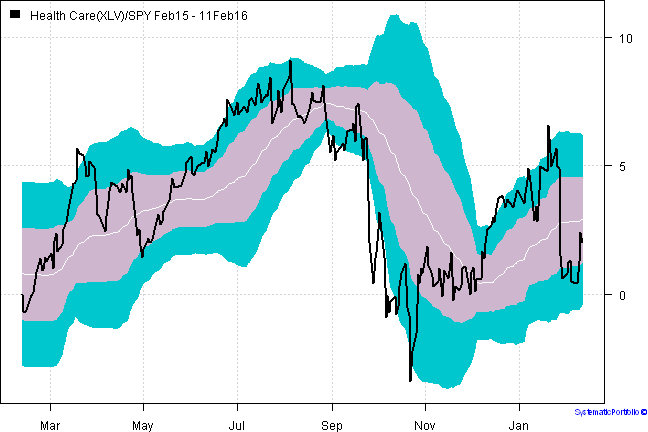 Health Care(XLV)/SPY Feb15 - 11Feb16
10
5
0
Mar May Jul Sep Nov Jan
SystematicPortfolio ©